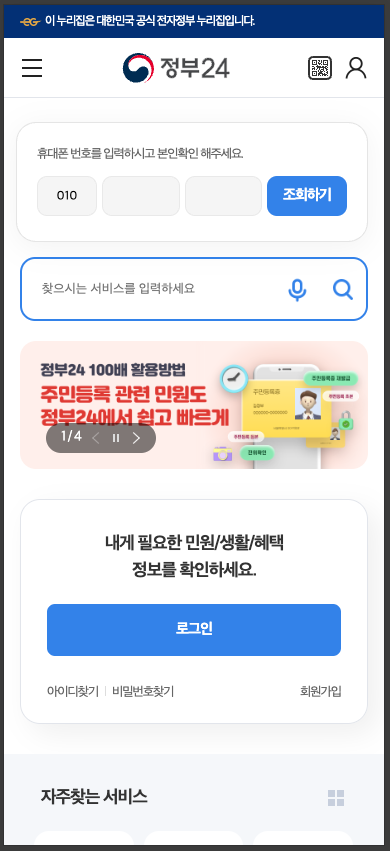 이 누리집은 대한민국 공식 전자정부 누리집입니다.
정부24
휴대폰 번호를 입력하시고 본인확인 해주세요.
010
조회하기
찾으시는 서비스를 입력하세요
정부24 100배 활용방법
주민등록 관련 민원도
정부24에서 쉽고 빠르게
주민등록증
주민등록증 재발급
주민등록 초본
주민등록 등본
전입확인
1/4
내게 필요한 민원/생활/혜택
정보를 확인하세요.
로그인
아이디찾기
비밀번호찾기
회원가입
자주찾는 서비스